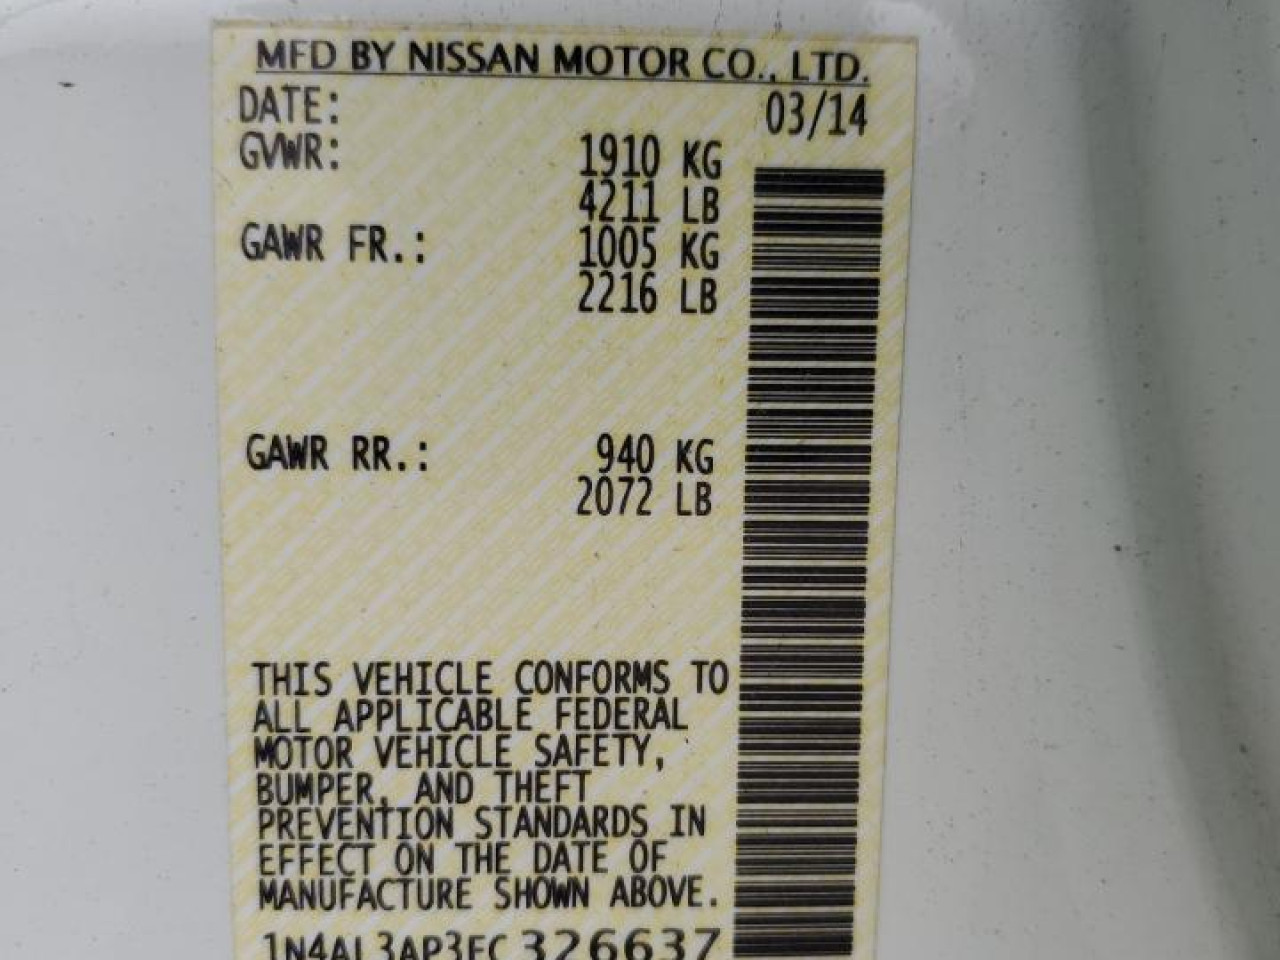 MFD BY NISSAN MOTOR CO., LTD.
DATE: 03/14
GVWR: 1910 KG
4211 LB
GAWR FR.: 1005 KG
2216 LB
GAWR RR.: 940 KG
2072 LB
THIS VEHICLE CONFORMS TO
ALL APPLICABLE FEDERAL
MOTOR VEHICLE SAFETY,
BUMPER, AND THEFT
PREVENTION STANDARDS IN
EFFECT ON THE DATE OF
MANUFACTURE SHOWN ABOVE.
1N4AL3AP3EC326637